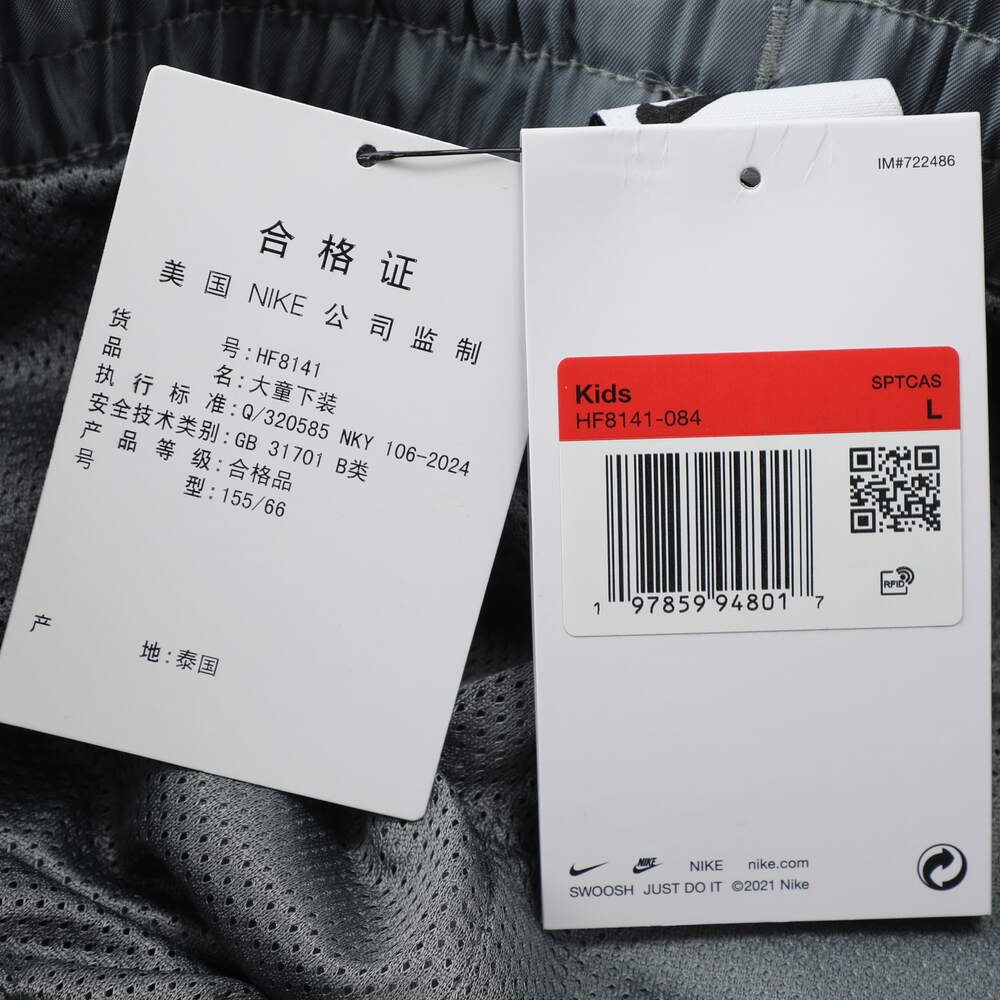 合格证
美国 NIKE 公司监制
货号:HF8141
品名:大童下装
执行标准:Q/320585 NKY 106-2024
安全技术类别:GB 31701 B类
产品等级:合格品
号型:155/66
产地:泰国
IM#722486
Kids SPTCAS
HF8141-084 L
1 97859 94801 7
RFID
NIKE NIKE nike.com
SWOOSH JUST DO IT ©2021 Nike